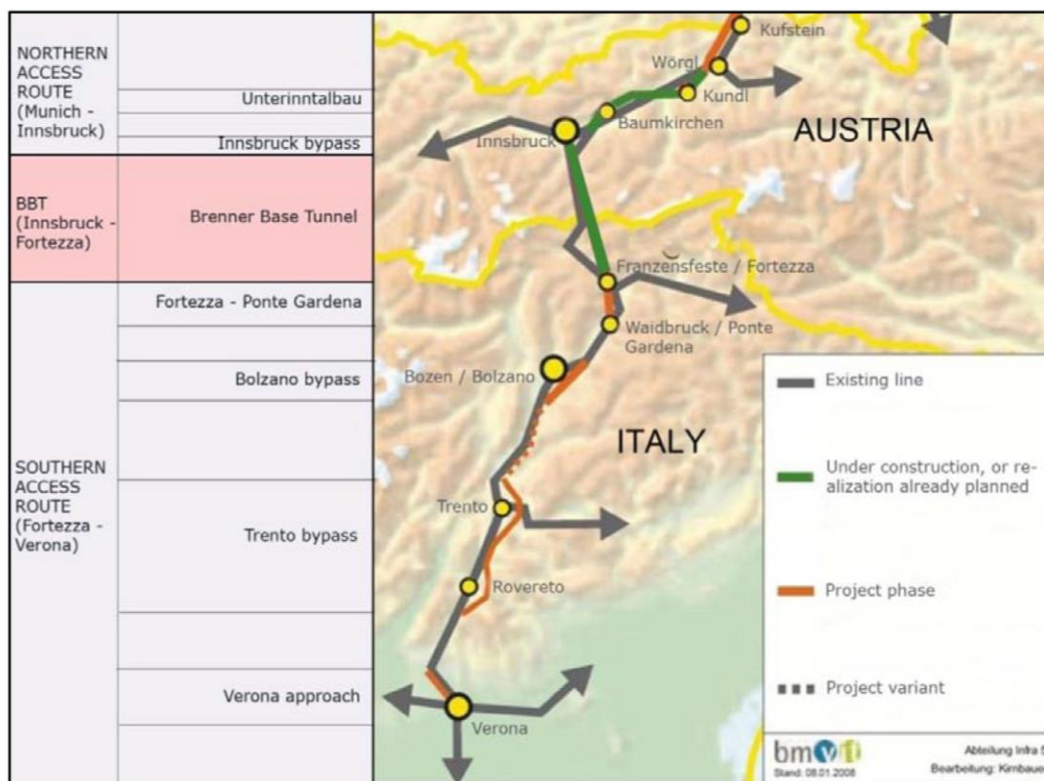 NORTHERN
ACCESS
ROUTE
(Munich -
Innsbruck)
Unterinntalbau
Innsbruck bypass
BBT
(Innsbruck -
Fortezza)
Brenner Base Tunnel
Fortezza - Ponte Gardena
Bolzano bypass
SOUTHERN
ACCESS
ROUTE
(Fortezza -
Verona)
Trento bypass
Verona approach
Kufstein
Wörgl
Kundl
Baumkirchen
Innsbruck
AUSTRIA
Franzensfeste / Fortezza
Waidbruck / Ponte
Gardena
Bozen / Bolzano
ITALY
Trento
Rovereto
Verona
Existing line
Under construction, or re-
alization already planned
Project phase
Project variant
bmvit
Stand: 08.01.2008
Abteilung Infra 5
Bearbeitung: Kirnbauer